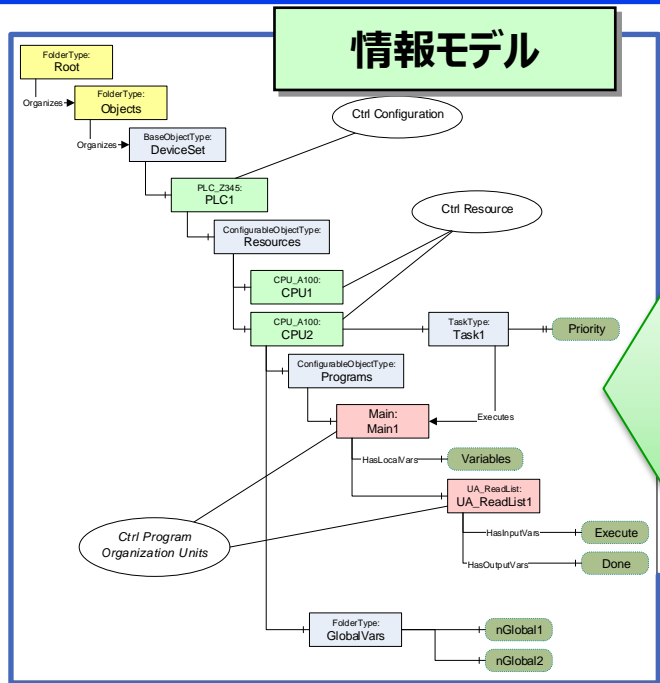 情報モデル
FolderType:
Root
Organizes
FolderType:
Objects
Organizes
BaseObjectType:
DeviceSet
Ctrl Configuration
PLC_Z345:
PLC1
ConfigurableObjectType:
Resources
Ctrl Resource
CPU_A100:
CPU1
CPU_A100:
CPU2
TaskType:
Task1
Priority
ConfigurableObjectType:
Programs
Main:
Main1
Executes
HasLocalVars
Variables
UA_ReadList:
UA_ReadList1
Ctrl Program
Organization Units
HasInputVars
Execute
HasOutputVars
Done
FolderType:
GlobalVars
nGlobal1
nGlobal2